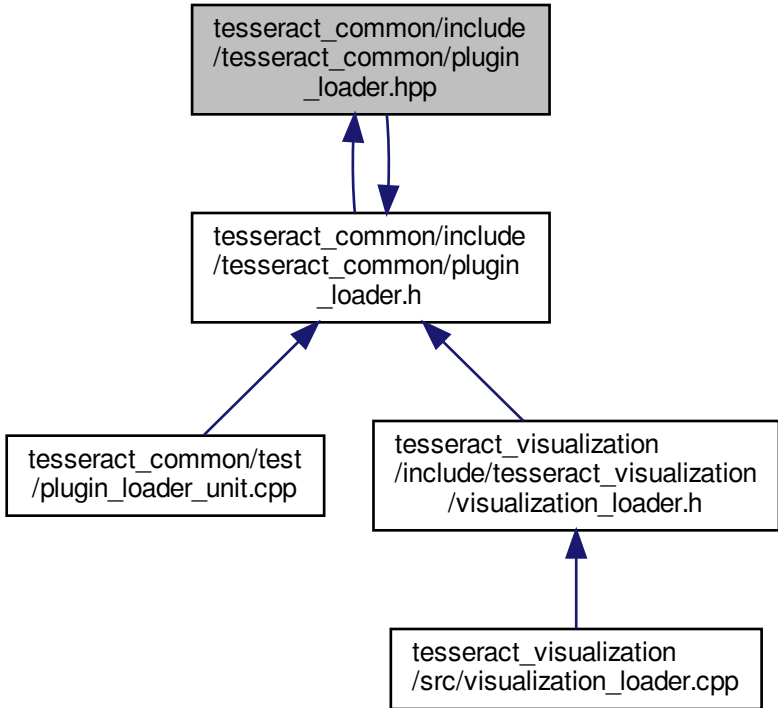 tesseract_common/include
/tesseract_common/plugin
_loader.hpp
tesseract_common/include
/tesseract_common/plugin
_loader.h
tesseract_common/test
/plugin_loader_unit.cpp
tesseract_visualization
/include/tesseract_visualization
/visualization_loader.h
tesseract_visualization
/src/visualization_loader.cpp